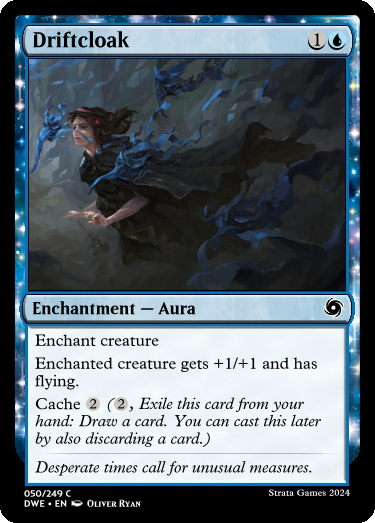 Driftcloak 1
Enchantment — Aura
Enchant creature
Enchanted creature gets +1/+1 and has
flying.
Cache 2 (2, Exile this card from your
hand: Draw a card. You can cast this later
by also discarding a card.)
Desperate times call for unusual measures.
050/249 C
DWE • EN Oliver Ryan
Strata Games 2024